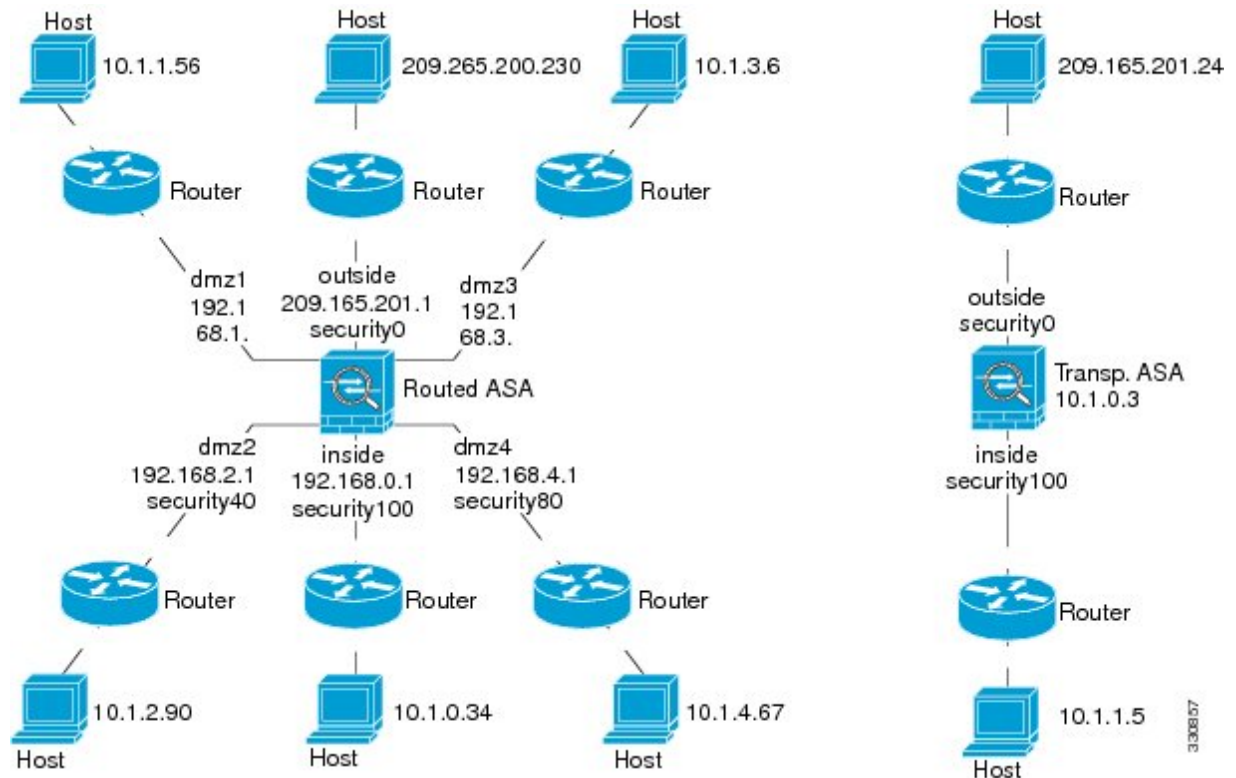 Host
10.1.1.56
Host
209.265.200.230
Host
10.1.3.6
Host
209.165.201.24
Router
Router
Router
Router
dmz1
192.1
68.1.
outside
209.165.201.1
security0
dmz3
192.1
68.3.
outside
security0
Routed ASA
Transp. ASA
10.1.0.3
dmz2
192.168.2.1
security40
inside
192.168.0.1
security100
dmz4
192.168.4.1
security80
inside
security100
Router
Router
Router
Router
10.1.2.90
Host
10.1.0.34
Host
10.1.4.67
Host
10.1.1.5
Host
330857